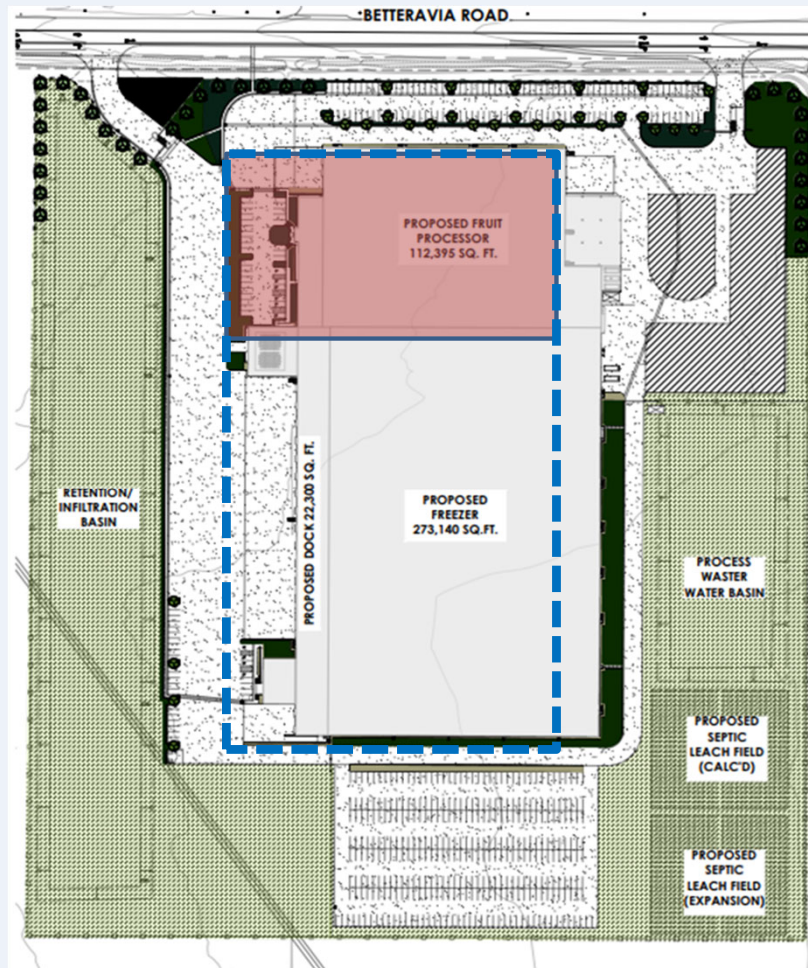 BETTERAVIA ROAD
PROPOSED FRUIT
PROCESSOR
112,395 SQ. FT.
RETENTION/
INFILTRATION
BASIN
PROPOSED DOCK 22,300 SQ. FT.
PROPOSED
FREEZER
273,140 SQ.FT.
PROCESS
WASTER
WATER BASIN
PROPOSED
SEPTIC
LEACH FIELD
(CALC'D)
PROPOSED
SEPTIC
LEACH FIELD
(EXPANSION)